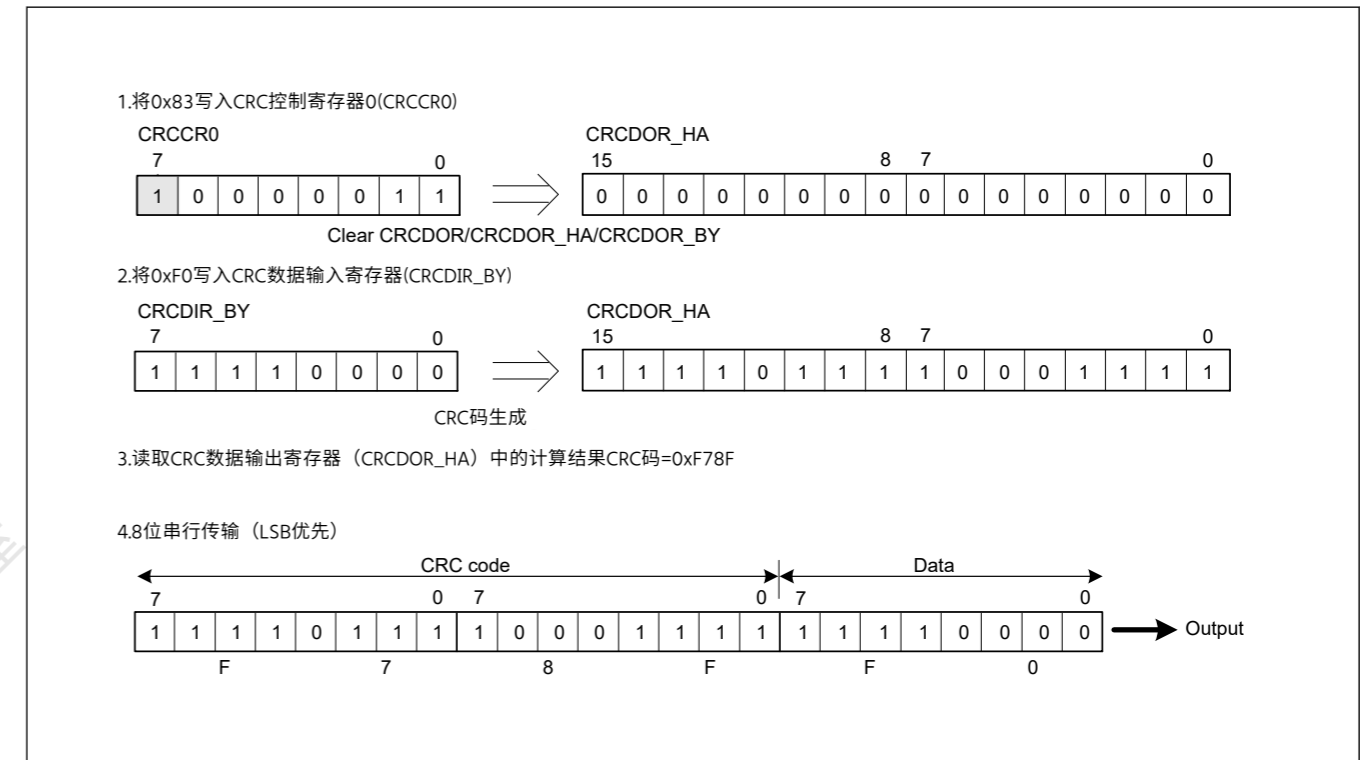 1.将0x83写入CRC控制寄存器0(CRCCR0)
CRCCR0 CRCDOR_HA
7 0 15 8 7 0
1 0 0 0 0 0 1 1 0 0 0 0 0 0 0 0 0 0 0 0 0 0 0 0
Clear CRCDOR/CRCDOR_HA/CRCDOR_BY
2.将0xF0写入CRC数据输入寄存器(CRCDIR_BY)
CRCDIR_BY CRCDOR_HA
7 0 15 8 7 0
1 1 1 1 0 0 0 0 1 1 1 1 0 1 1 1 1 0 0 0 1 1 1 1
CRC码生成
3.读取CRC数据输出寄存器（CRCDOR_HA）中的计算结果CRC码=0xF78F
4.8位串行传输（LSB优先）
CRC code Data
7 0 7 0 7 0
1 1 1 1 0 1 1 1 1 0 0 0 1 1 1 1 1 1 1 1 0 0 0 0 Output
F 7 8 F F 0